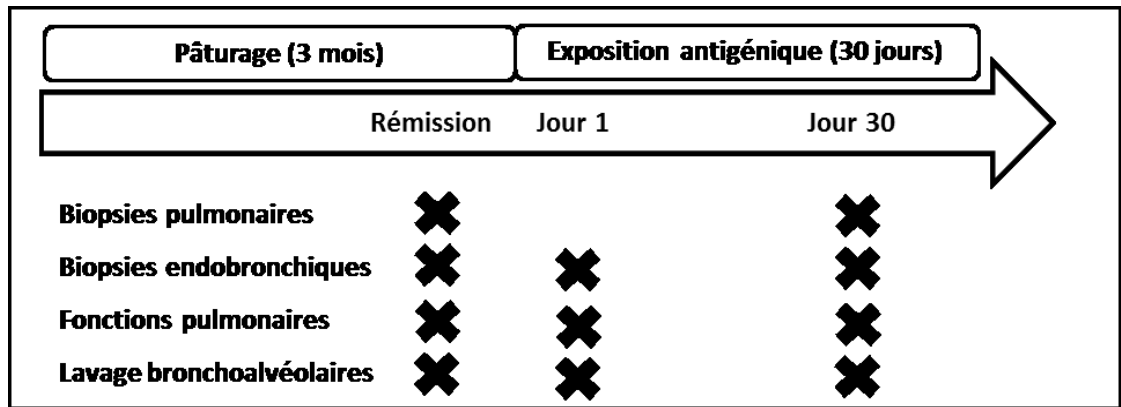 Pâturage (3 mois) Exposition antigénique (30 jours)
Rémission Jour 1 Jour 30
Biopsies pulmonaires
Biopsies endobronchiques
Fonctions pulmonaires
Lavage bronchoalvéolaires